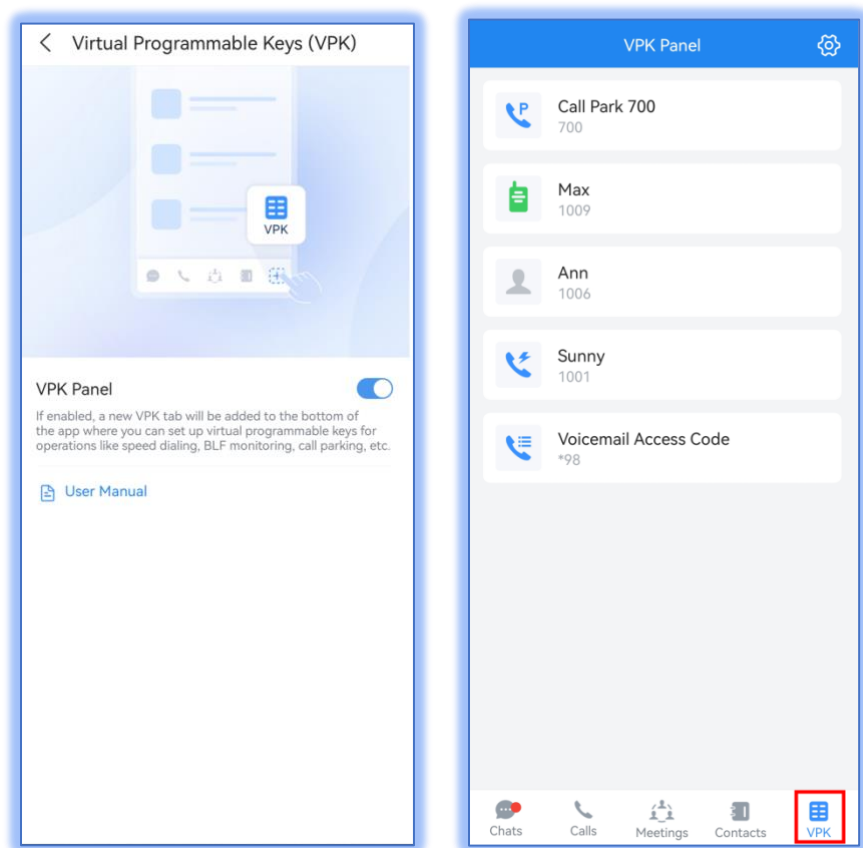 Virtual Programmable Keys (VPK)
VPK
VPK Panel
If enabled, a new VPK tab will be added to the bottom of
the app where you can set up virtual programmable keys for
operations like speed dialing, BLF monitoring, call parking, etc.
User Manual
VPK Panel
P
Call Park 700
700
Max
1009
Ann
1006
Sunny
1001
Voicemail Access Code
*98
Chats
Calls
Meetings
Contacts
VPK